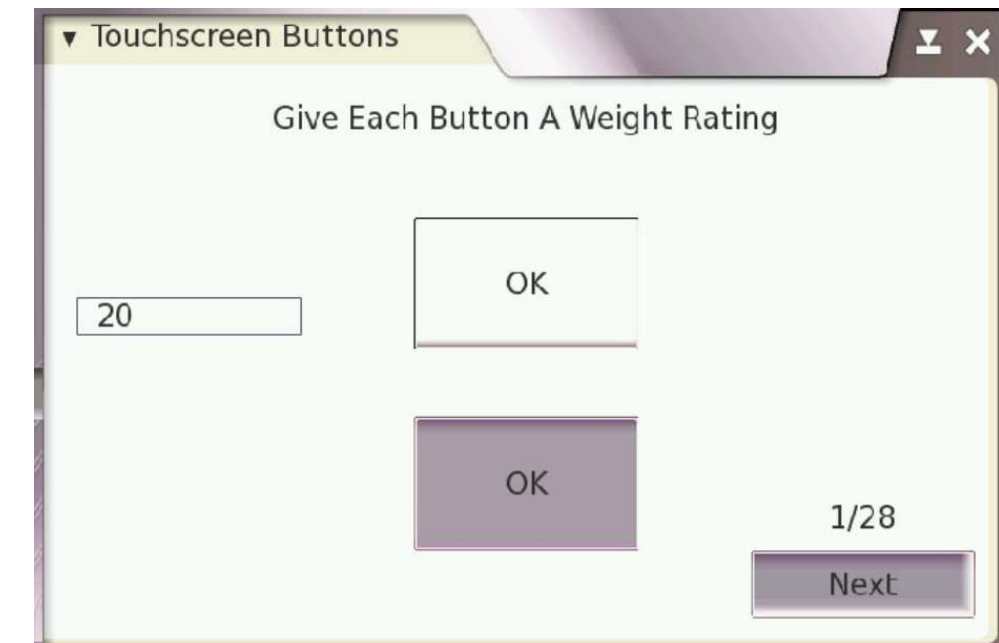 Touchscreen Buttons
Give Each Button A Weight Rating
OK
20
OK
1/28
Next